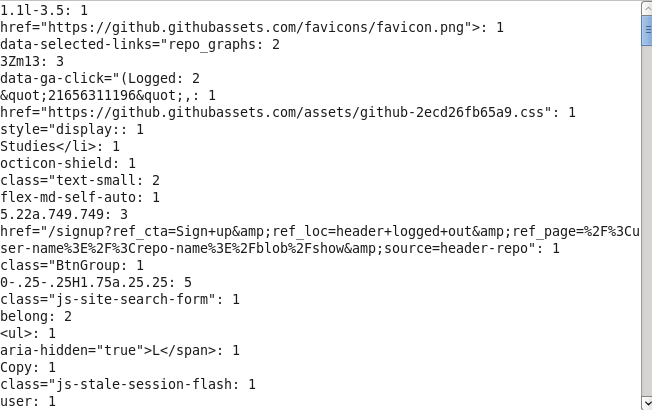 1.1l-3.5: 1
href="https://github.githubassets.com/favicons/favicon.png">: 1
data-selected-links="repo_graphs: 2
3Zm13: 3
data-ga-click="(Logged: 2
&quot;21656311196&quot;,: 1
href="https://github.githubassets.com/assets/github-2ecd26fb65a9.css": 1
style="display:: 1
Studies</li>: 1
octicon-shield: 1
class="text-small: 2
flex-md-self-auto: 1
5.22a.749.749: 3
href="/signup?ref_cta=Sign+up&amp;ref_loc=header+logged+out&amp;ref_page=%2F%3Cu
ser-name%3E%2F%3Crepo-name%3E%2Fblob%2Fshow&amp;source=header-repo": 1
class="BtnGroup: 1
0-.25-.25H1.75a.25.25: 5
class="js-site-search-form": 1
belong: 2
<ul>: 1
aria-hidden="true">L</span>: 1
Copy: 1
class="js-stale-session-flash: 1
user: 1